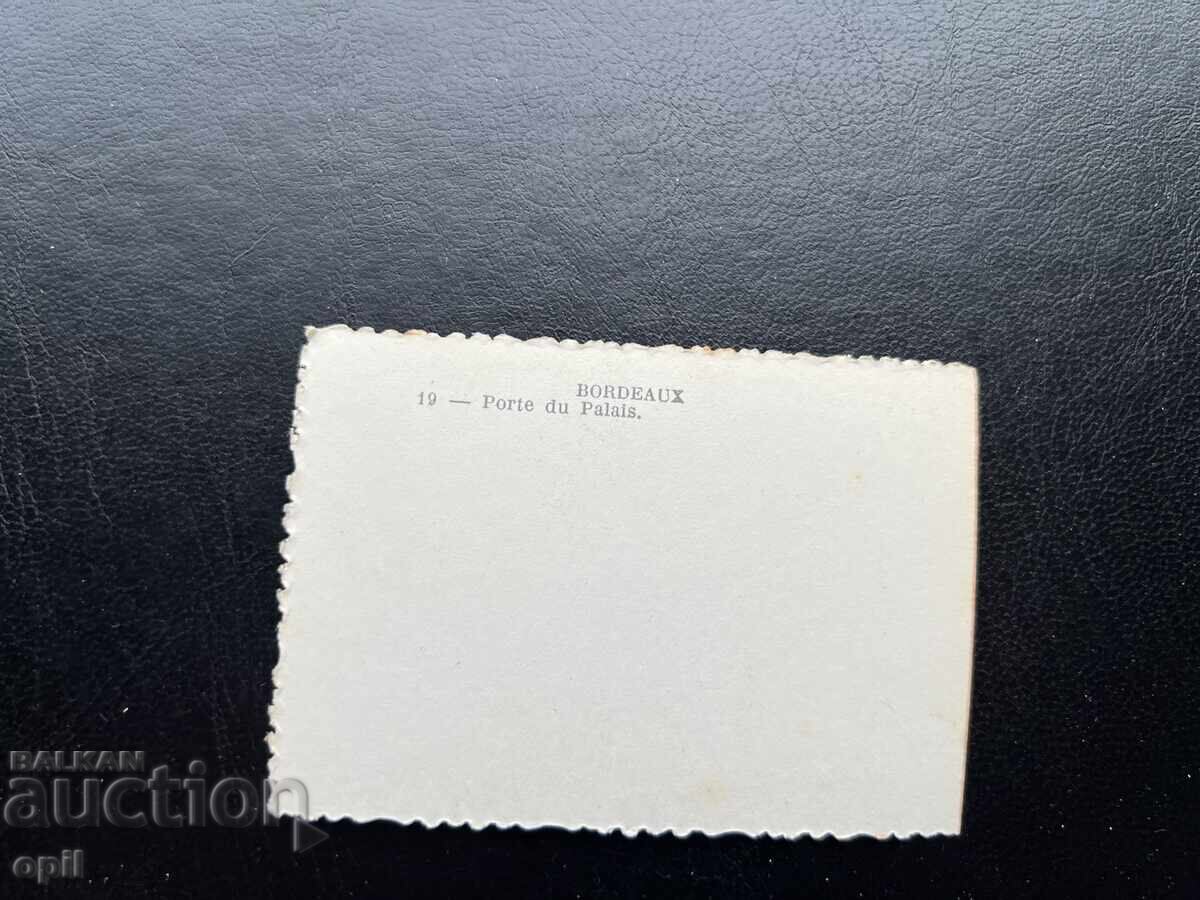 BORDEAUX
19 — Porte du Palais.
BALKAN
auction
opil